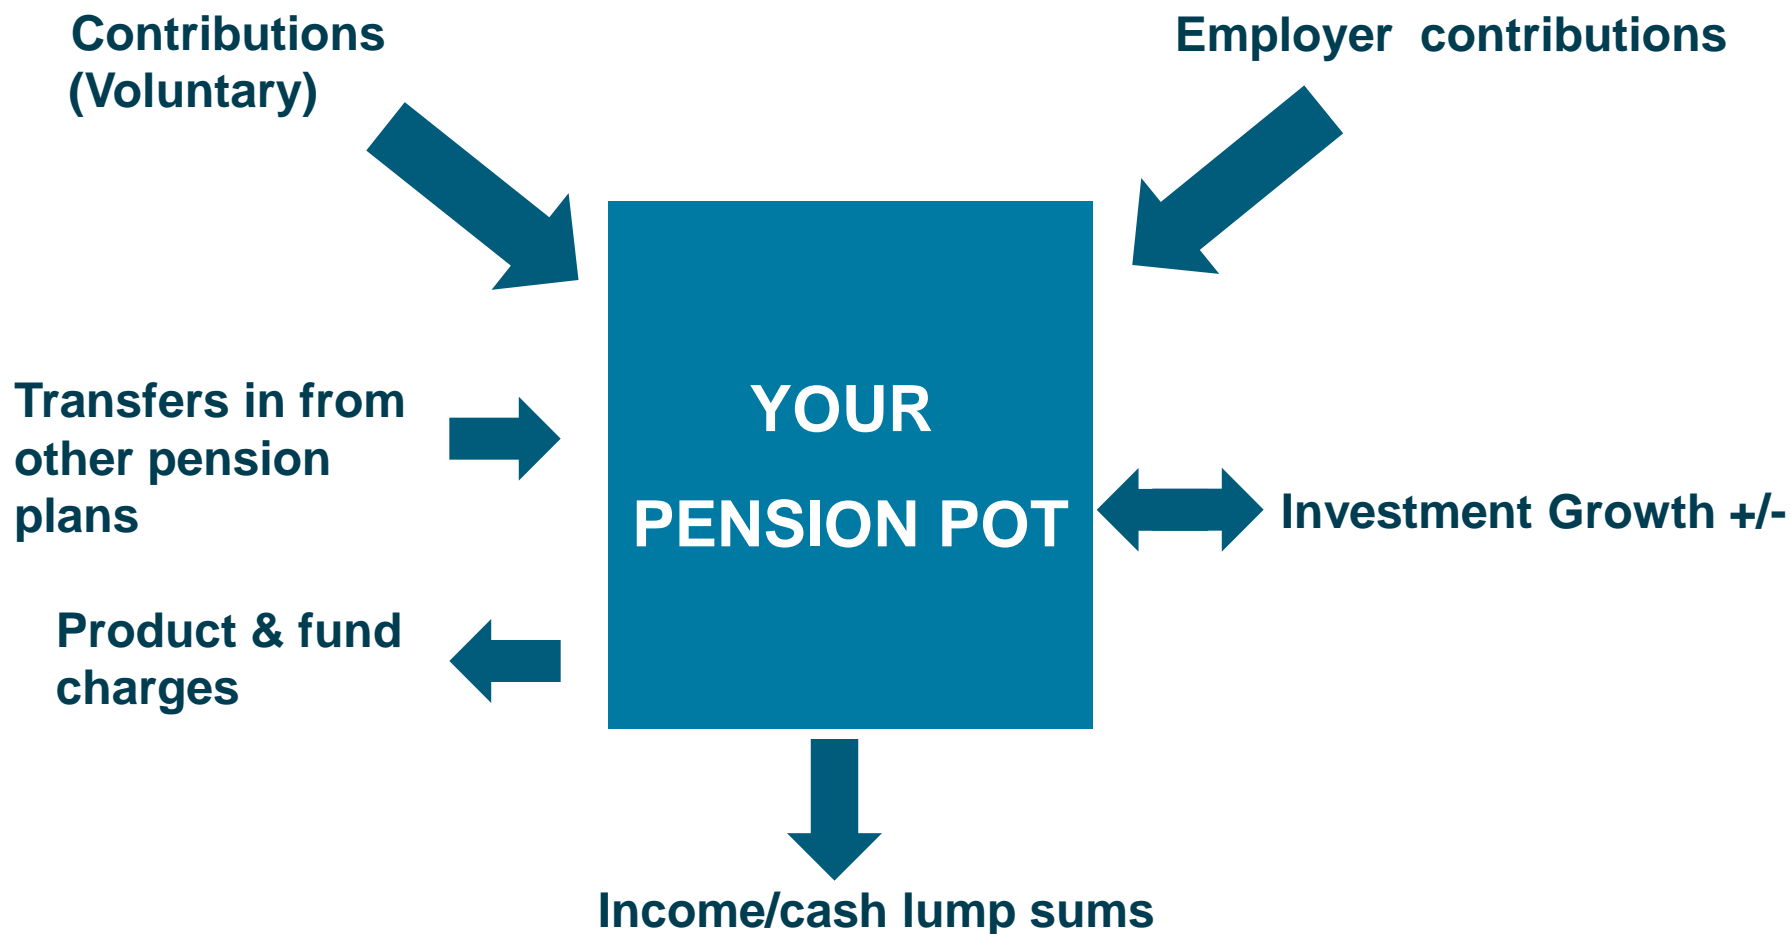 Contributions
(Voluntary)
Employer contributions
YOUR
PENSION POT
Transfers in from
other pension
plans
Investment Growth +/-
Product & fund
charges
Income/cash lump sums